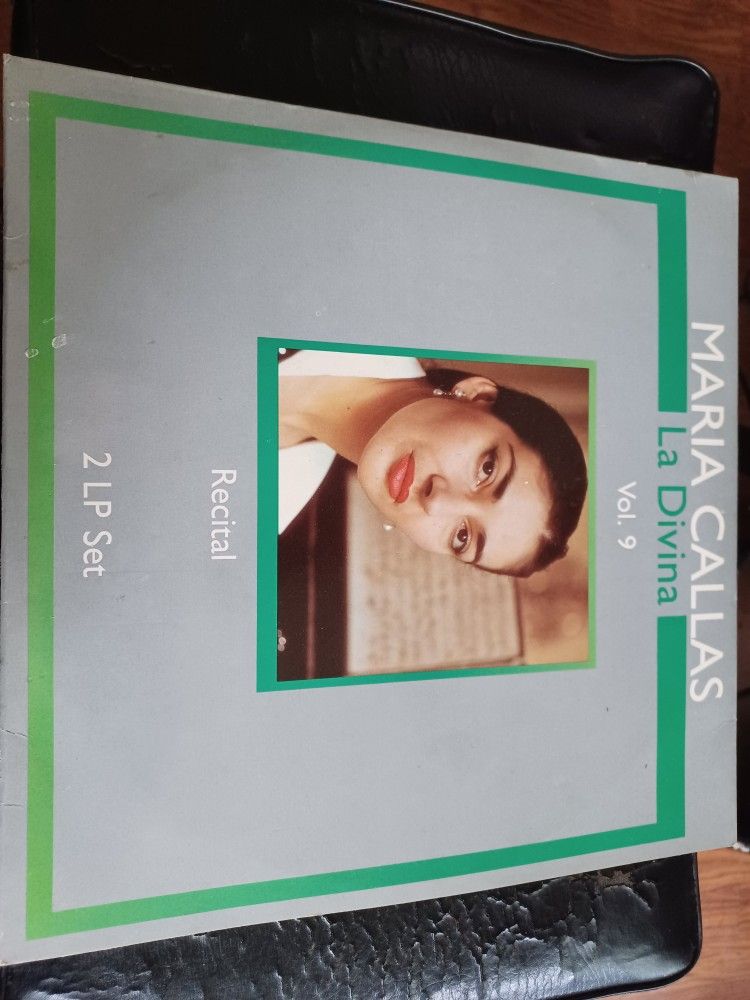 MARIA CALLAS
La Divina
Vol. 9
Recital
2 LP Set